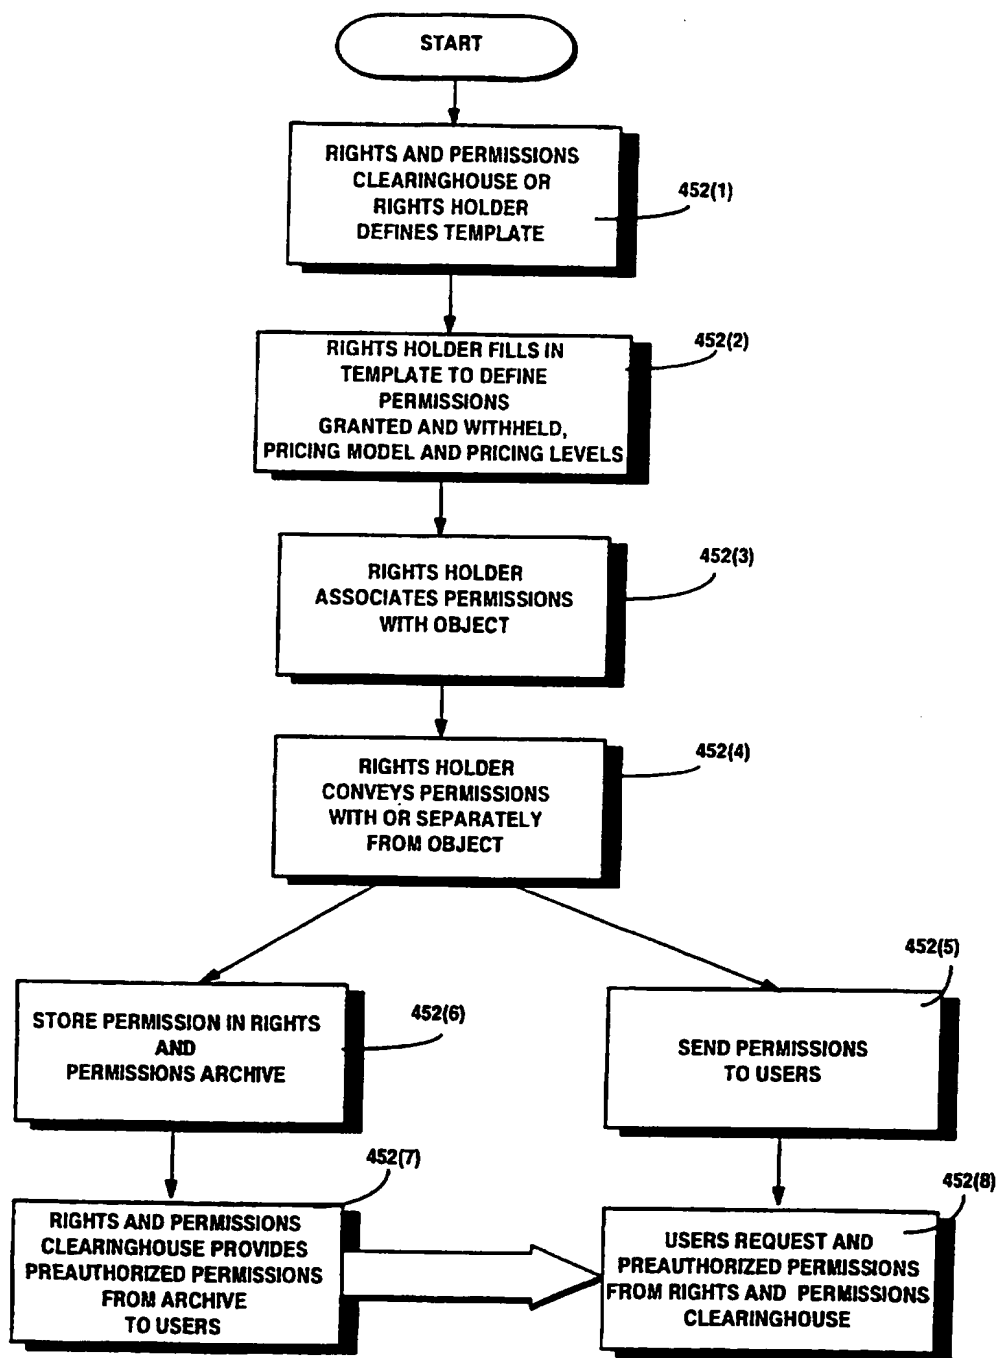 START
RIGHTS AND PERMISSIONS
CLEARINGHOUSE OR
RIGHTS HOLDER
DEFINES TEMPLATE
452(1)
RIGHTS HOLDER FILLS IN
TEMPLATE TO DEFINE
PERMISSIONS
GRANTED AND WITHHELD,
PRICING MODEL AND PRICING LEVELS
452(2)
RIGHTS HOLDER
ASSOCIATES PERMISSIONS
WITH OBJECT
452(3)
RIGHTS HOLDER
CONVEYS PERMISSIONS
WITH OR SEPARATELY
FROM OBJECT
452(4)
STORE PERMISSION IN RIGHTS
AND
PERMISSIONS ARCHIVE
452(6)
SEND PERMISSIONS
TO USERS
452(5)
RIGHTS AND PERMISSIONS
CLEARINGHOUSE PROVIDES
PREAUTHORIZED PERMISSIONS
FROM ARCHIVE
TO USERS
452(7)
USERS REQUEST AND
PREAUTHORIZED PERMISSIONS
FROM RIGHTS AND PERMISSIONS
CLEARINGHOUSE
452(8)